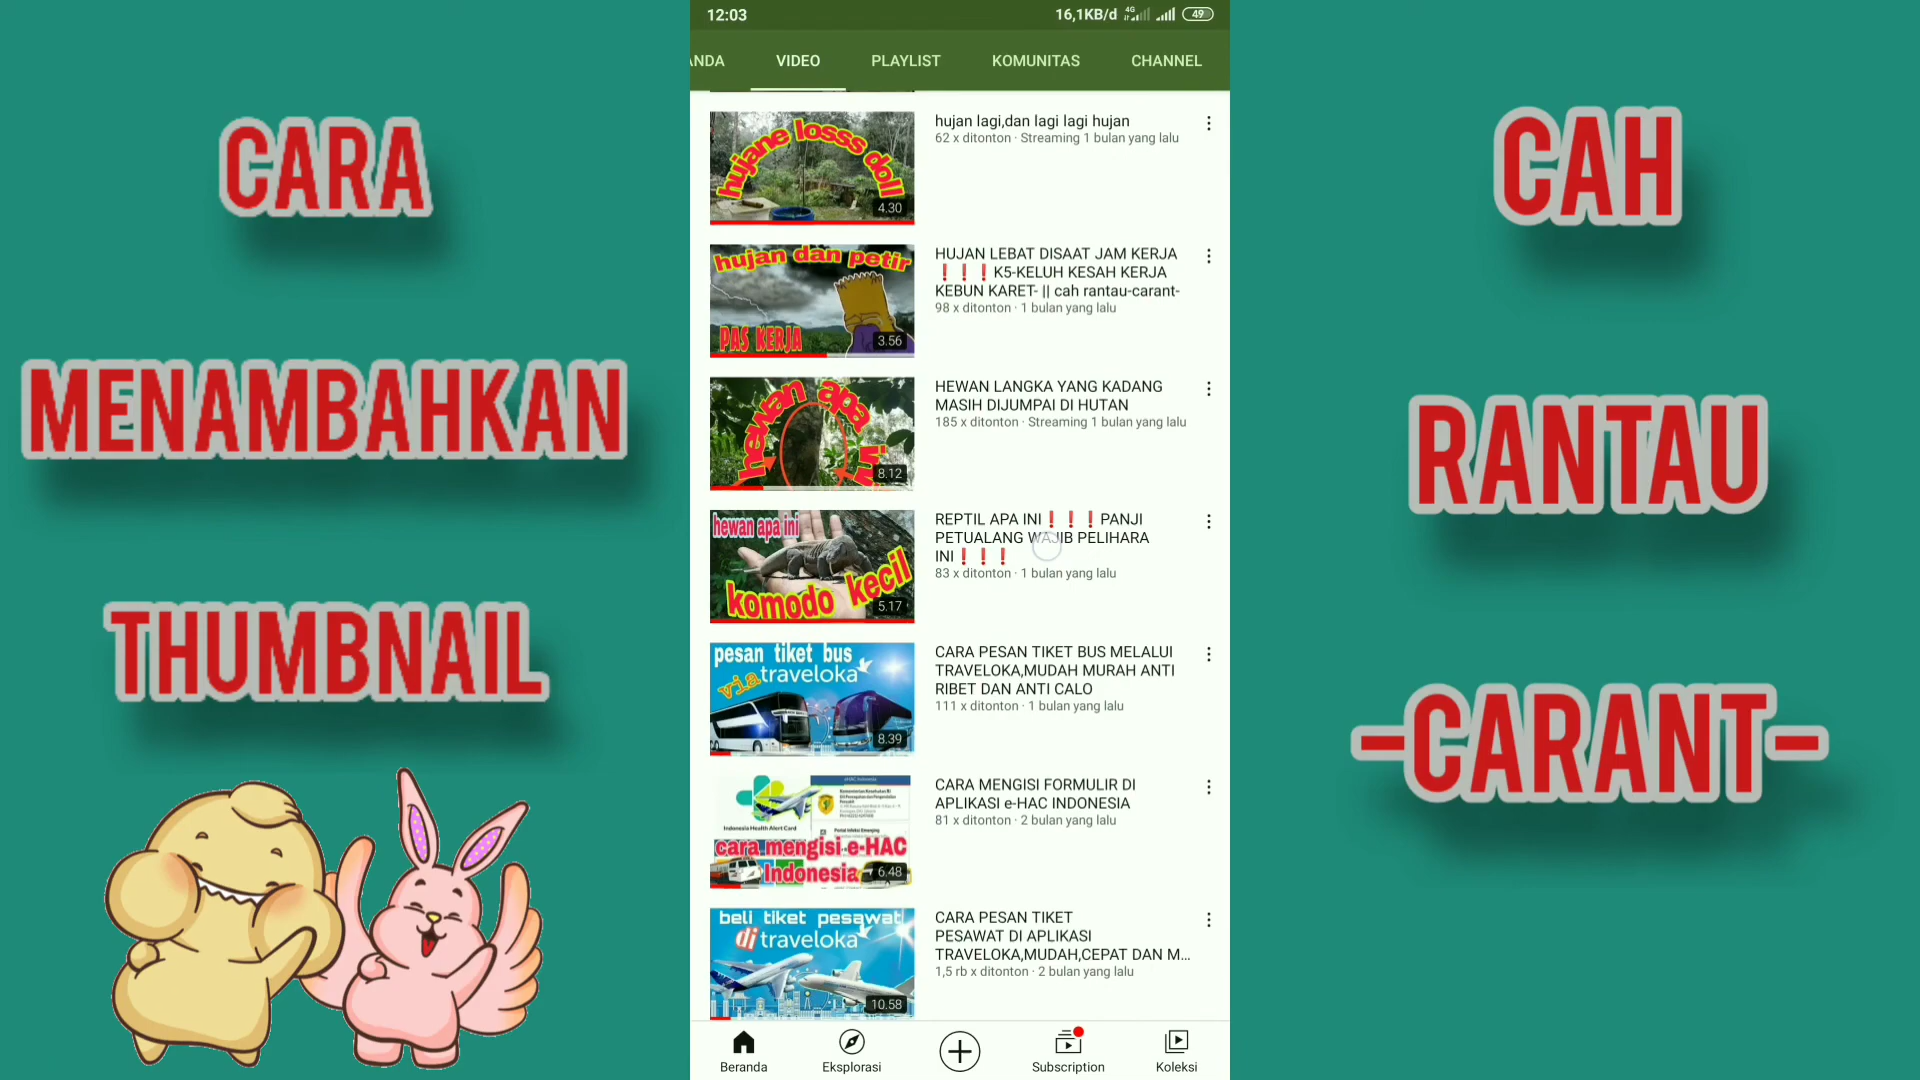 CARA
MENAMBAHKAN
THUMBNAIL
12:03
16,1KB/d 4G 49
ANDA VIDEO PLAYLIST KOMUNITAS CHANNEL
hujane losss doll
4.30
hujan lagi,dan lagi lagi hujan
62 x ditonton · Streaming 1 bulan yang lalu
hujan dan petir
PAS KERJA
3.56
HUJAN LEBAT DISAAT JAM KERJA
❗❗❗K5-KELUH KESAH KERJA
KEBUN KARET- || cah rantau-carant-
98 x ditonton · 1 bulan yang lalu
hewan apa
8.12
HEWAN LANGKA YANG KADANG
MASIH DIJUMPAI DI HUTAN
185 x ditonton · Streaming 1 bulan yang lalu
hewan apa ini
komodo kecil
5.17
REPTIL APA INI❗❗❗PANJI
PETUALANG WAJIB PELIHARA
INI❗❗❗
83 x ditonton · 1 bulan yang lalu
pesan tiket bus
via traveloka
8.39
CARA PESAN TIKET BUS MELALUI
TRAVELOKA,MUDAH MURAH ANTI
RIBET DAN ANTI CALO
111 x ditonton · 1 bulan yang lalu
Indonesia Health Alert Card
cara mengisi e-HAC
Indonesia
6.48
CARA MENGISI FORMULIR DI
APLIKASI e-HAC INDONESIA
81 x ditonton · 2 bulan yang lalu
beli tiket pesawat
di traveloka
10.58
CARA PESAN TIKET
PESAWAT DI APLIKASI
TRAVELOKA,MUDAH,CEPAT DAN M...
1,5 rb x ditonton · 2 bulan yang lalu
Beranda Eksplorasi Subscription Koleksi
CAH
RANTAU
-CARANT-